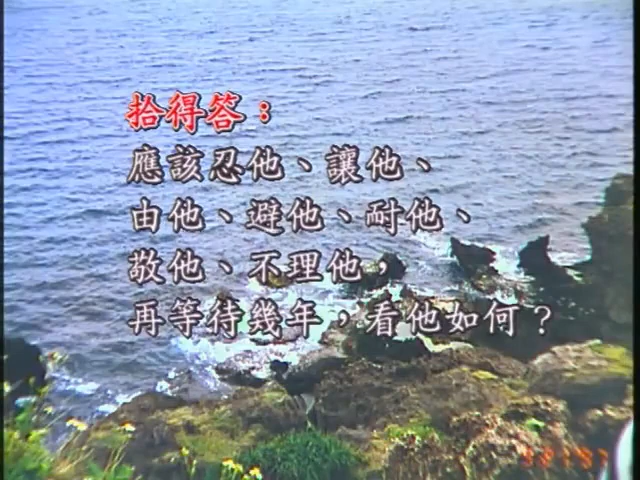 拾得答：
應該忍他、讓他、
由他、避他、耐他、
敬他、不理他，
再等待幾年，看他如何？